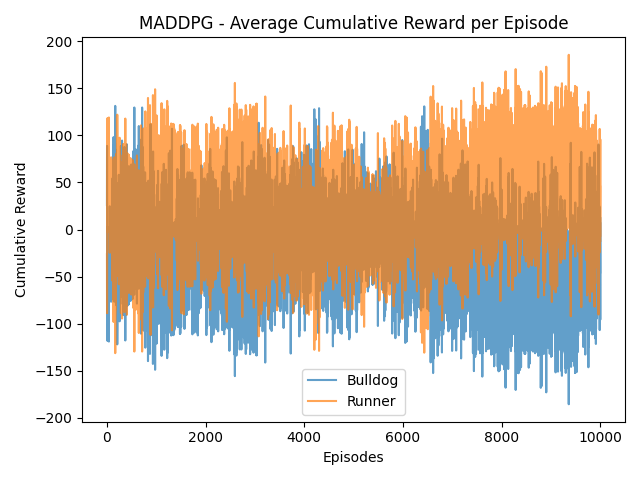 MADDPG - Average Cumulative Reward per Episode
200
150
100
50
0
−50
−100
−150
−200
Cumulative Reward
Bulldog
Runner
0 2000 4000 6000 8000 10000
Episodes